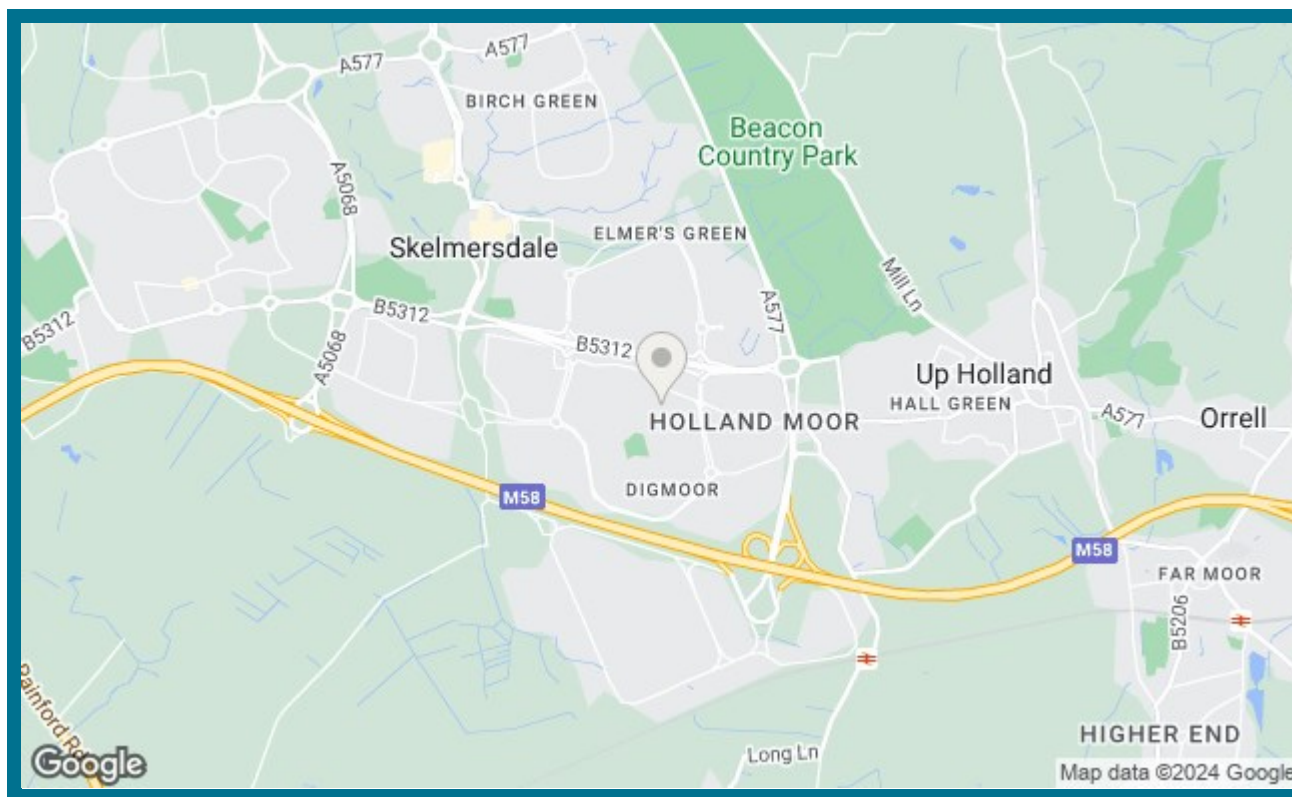 A577
A577
BIRCH GREEN
Beacon
Country Park
A5068
ELMER'S GREEN
Skelmersdale
Mill Ln
A577
B5312
B5312
B5312
A5068
Up Holland
HALL GREEN
A577
Orrell
HOLLAND MOOR
DIGMOOR
M58
M58
FAR MOOR
B5206
Rainford Rd
HIGHER END
Long Ln
Google
Map data ©2024 Google